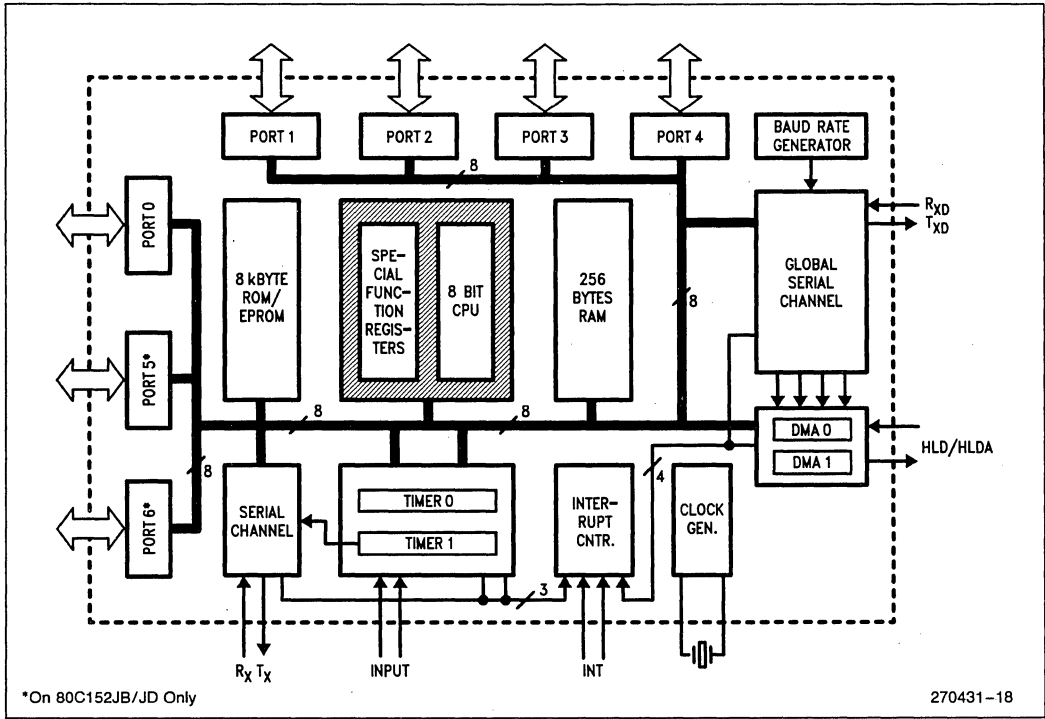 PORT 1
PORT 2
PORT 3
PORT 4
BAUD RATE
GENERATOR
8
PORT 0
8 kBYTE
ROM/
EPROM
SPE-
CIAL
FUNC-
TION
REGIS-
TERS
8 BIT
CPU
256
BYTES
RAM
8
GLOBAL
SERIAL
CHANNEL
RXD
TXD
PORT 5*
8
8
DMA 0
DMA 1
HLD/HLDA
8
PORT 6*
SERIAL
CHANNEL
TIMER 0
TIMER 1
INTER-
RUPT
CNTR.
4
CLOCK
GEN.
3
RX TX
INPUT
INT
*On 80C152JB/JD Only
270431-18